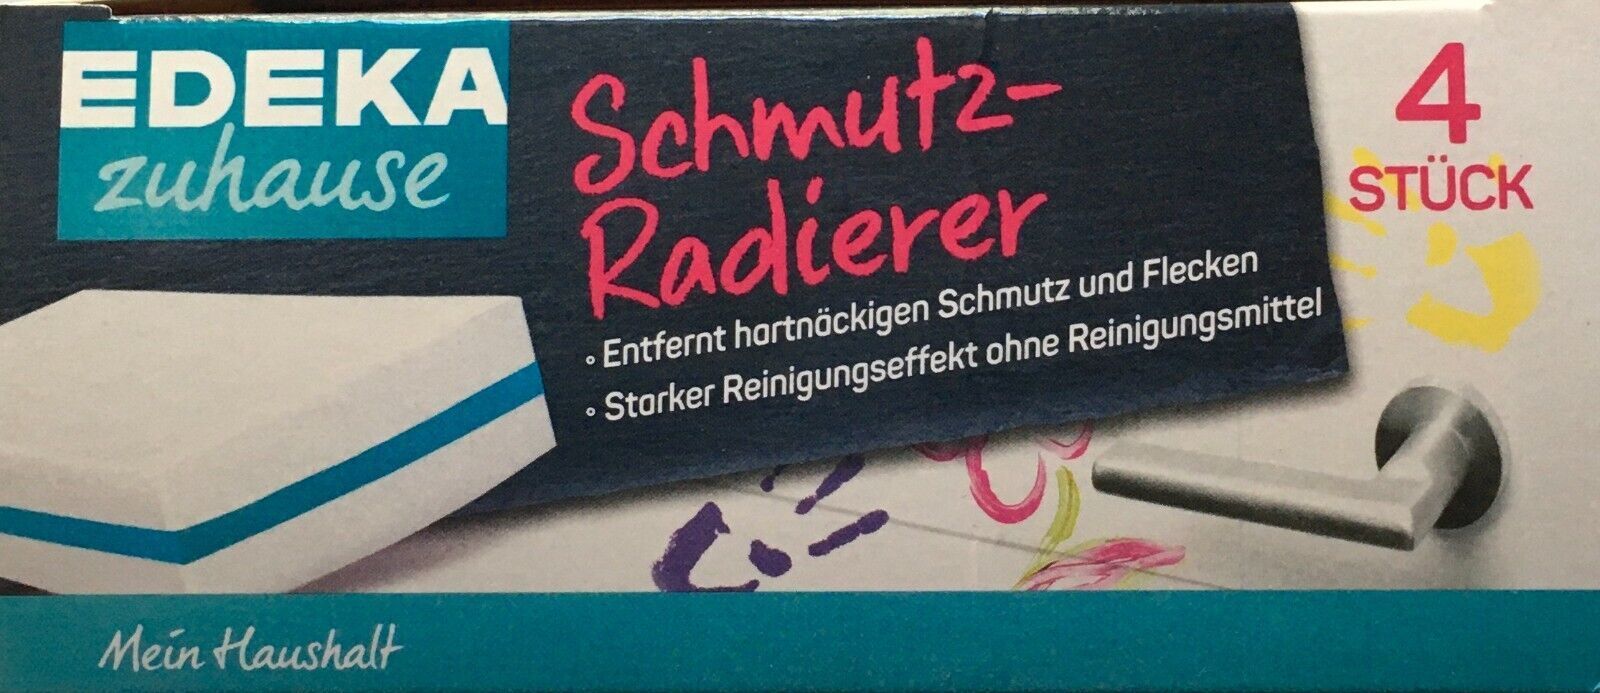 EDEKA
zuhause
Schmutz-
Radierer
◦ Entfernt hartnäckigen Schmutz und Flecken
◦ Starker Reinigungseffekt ohne Reinigungsmittel
4
STÜCK
Mein Haushalt